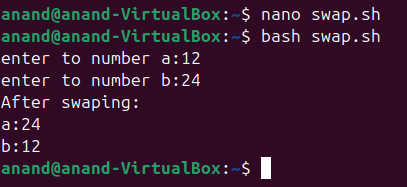 anand@anand-VirtualBox:~$ nano swap.sh
anand@anand-VirtualBox:~$ bash swap.sh
enter to number a:12
enter to number b:24
After swaping:
a:24
b:12
anand@anand-VirtualBox:~$